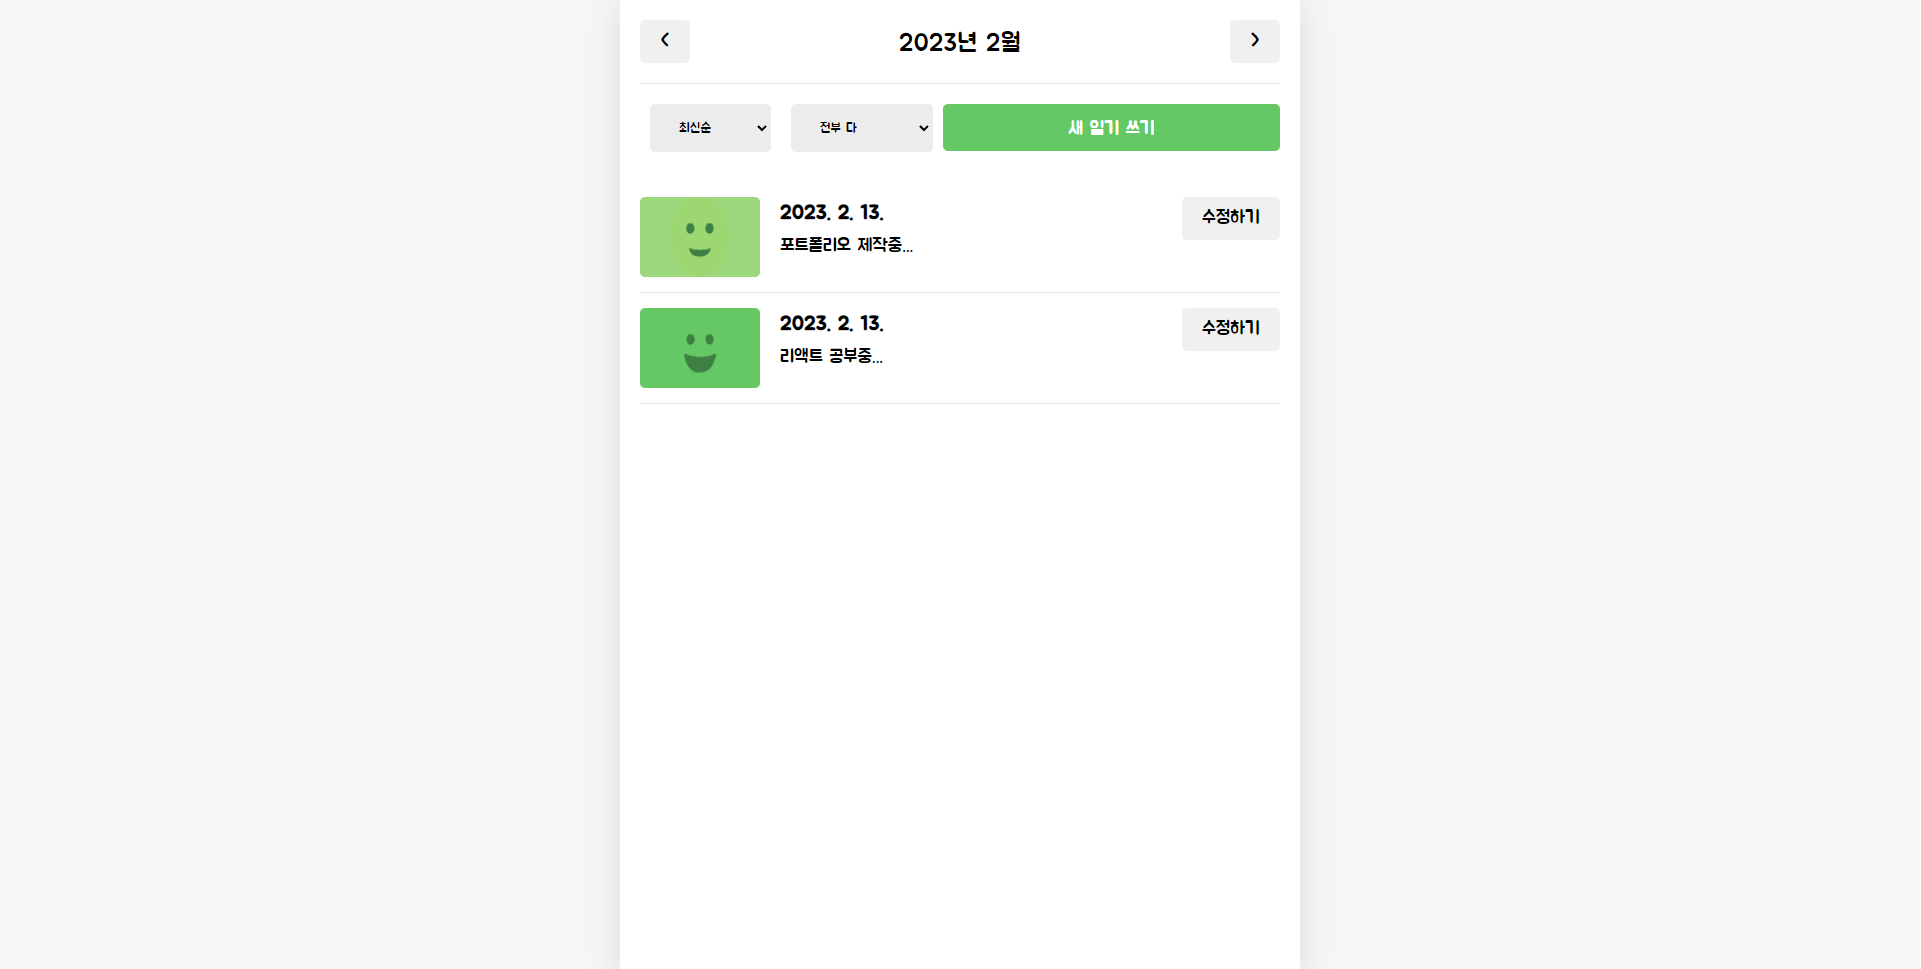 2023년 2월
최신순 전부 다 새 일기 쓰기
2023. 2. 13. 수정하기
포트폴리오 제작중...
2023. 2. 13. 수정하기
리액트 공부중...